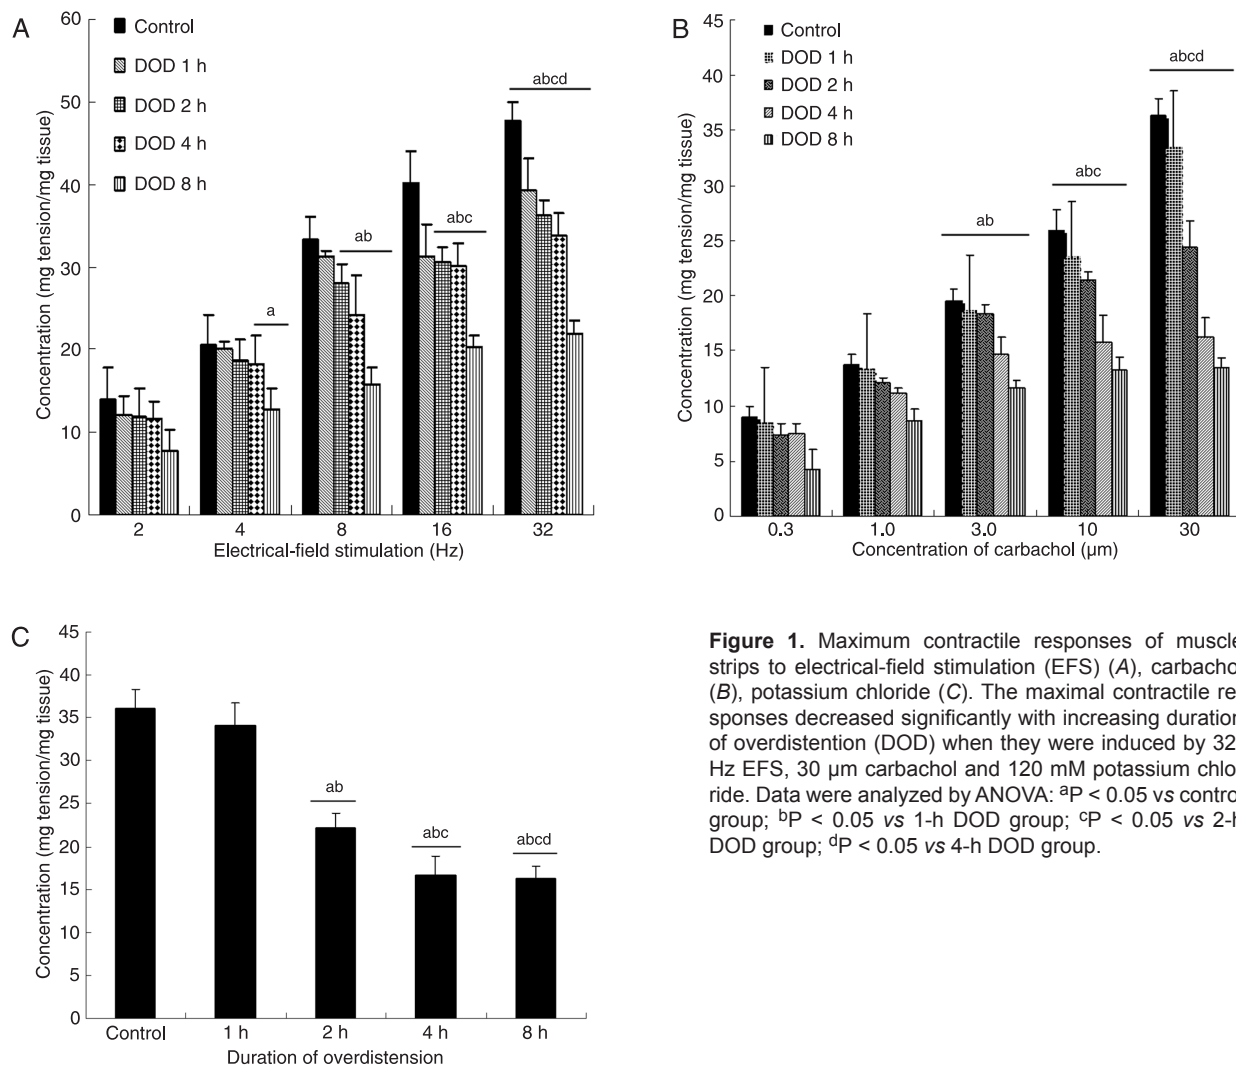 A
60
50
40
30
20
10
0
Concentration (mg tension/mg tissue)
Control
DOD 1 h
DOD 2 h
DOD 4 h
DOD 8 h
a
ab
abc
abcd
2 4 8 16 32
Electrical-field stimulation (Hz)
B
45
40
35
30
25
20
15
10
5
0
Concentration (mg tension/mg tissue)
Control
DOD 1 h
DOD 2 h
DOD 4 h
DOD 8 h
ab
abc
abcd
0.3 1.0 3.0 10 30
Concentration of carbachol (µm)
C
45
40
35
30
25
20
15
10
5
0
Concentration (mg tension/mg tissue)
ab
abc
abcd
Control 1 h 2 h 4 h 8 h
Duration of overdistension
Figure 1. Maximum contractile responses of muscle
strips to electrical-field stimulation (EFS) (A), carbacho
(B), potassium chloride (C). The maximal contractile re
sponses decreased significantly with increasing duration
of overdistention (DOD) when they were induced by 32
Hz EFS, 30 µm carbachol and 120 mM potassium chlo
ride. Data were analyzed by ANOVA: aP < 0.05 vs control
group; bP < 0.05 vs 1-h DOD group; cP < 0.05 vs 2-h
DOD group; dP < 0.05 vs 4-h DOD group.